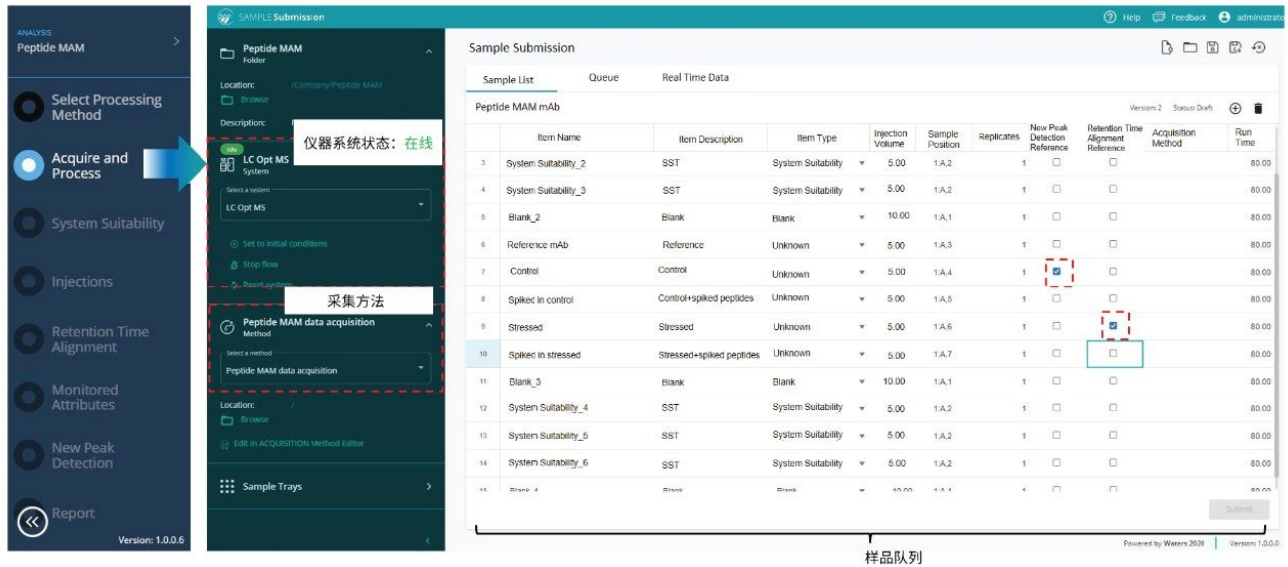 ANALYSIS
Peptide MAM
Select Processing
Method
Acquire and
Process
System Suitability
Injections
Retention Time
Alignment
Monitored
Attributes
New Peak
Detection
Report
Version: 1.0.0.6
SAMPLE Submission
Help Feedback administrato
Peptide MAM
Folder
Location: /Company/Peptide MAM
Browse
Description:
仪器系统状态：在线
Idle
LC Opt MS
System
Select a system
LC Opt MS
Set to initial conditions
Stop flow
Reset system
采集方法
Peptide MAM data acquisition
Method
Select a method
Peptide MAM data acquisition
Location: /
Browse
Edit in ACQUISITION Method Editor
Sample Trays
Sample Submission
Sample List Queue Real Time Data
Peptide MAM mAb Version: 2 Status: Draft
Item Name Item Description Item Type Injection Volume Sample Position Replicates New Peak Detection Reference Retention Time Alignment Reference Acquisition Method Run Time
3 System Suitability_2 SST System Suitability 5.00 1:A,2 1 80.00
4 System Suitability_3 SST System Suitability 5.00 1:A,2 1 80.00
5 Blank_2 Blank Blank 10.00 1:A,1 1 80.00
6 Reference mAb Reference Unknown 5.00 1:A,3 1 80.00
7 Control Control Unknown 5.00 1:A,4 1 80.00
8 Spiked in control Control+spiked peptides Unknown 5.00 1:A,5 1 80.00
9 Stressed Stressed Unknown 5.00 1:A,6 1 80.00
10 Spiked in stressed Stressed+spiked peptides Unknown 5.00 1:A,7 1 80.00
11 Blank_3 Blank Blank 10.00 1:A,1 1 80.00
12 System Suitability_4 SST System Suitability 5.00 1:A,2 1 80.00
13 System Suitability_5 SST System Suitability 5.00 1:A,2 1 80.00
14 System Suitability_6 SST System Suitability 5.00 1:A,2 1 80.00
15 Blank_4 Blank Blank 10.00 1:A,1 1 80.00
Submit
Powered by Waters 2020 Version: 1.0.0.0
样品队列